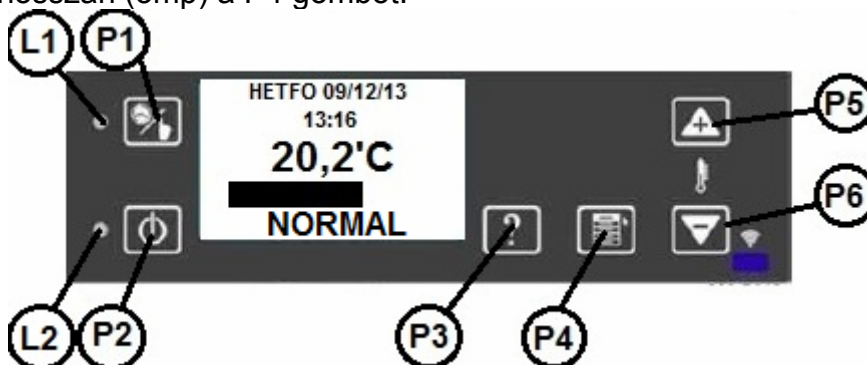 L1 P1
HETFO 09/12/13
13:16
20,2'C
NORMAL
P5
P6
?
L2 P2 P3 P4